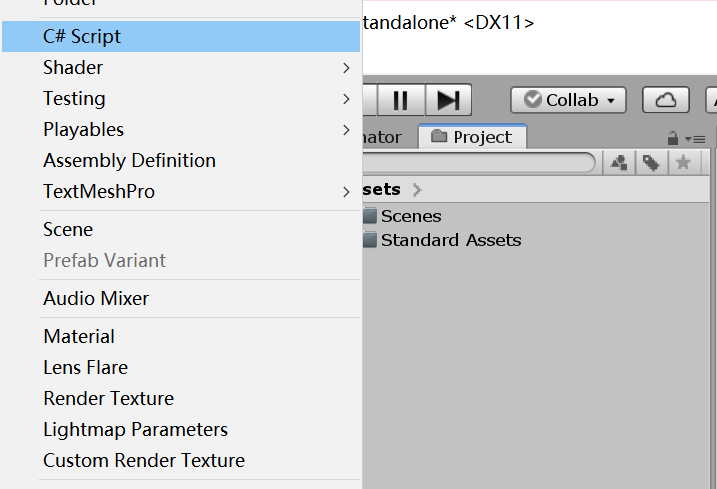 Folder
C# Script
Shader
Testing
Playables
Assembly Definition
TextMeshPro
Scene
Prefab Variant
Audio Mixer
Material
Lens Flare
Render Texture
Lightmap Parameters
Custom Render Texture
tandalone* <DX11>
Collab
nator
Project
sets
Scenes
Standard Assets